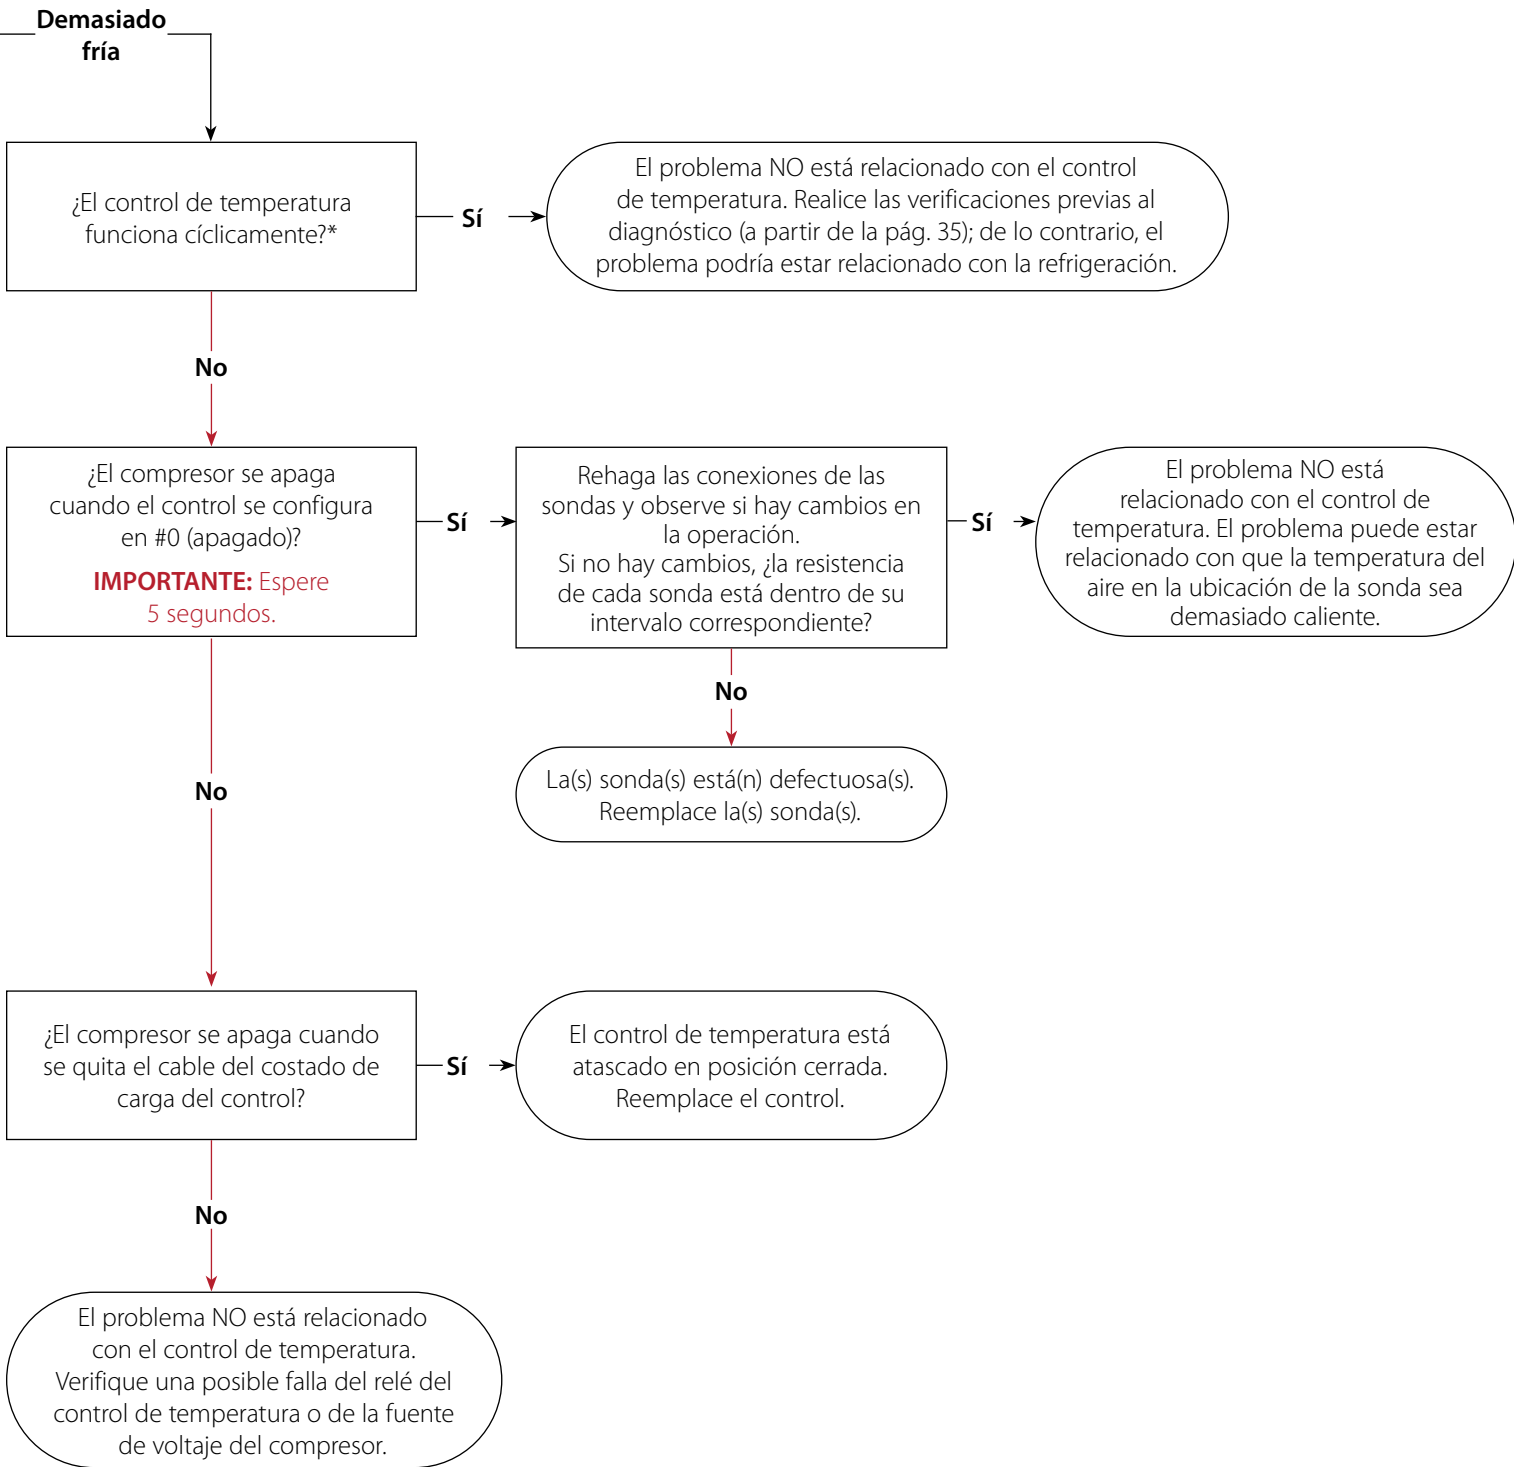 Demasiado
fría
¿El control de temperatura
funciona cíclicamente?*
Sí
El problema NO está relacionado con el control
de temperatura. Realice las verificaciones previas al
diagnóstico (a partir de la pág. 35); de lo contrario, el
problema podría estar relacionado con la refrigeración.
No
¿El compresor se apaga
cuando el control se configura
en #0 (apagado)?
IMPORTANTE: Espere
5 segundos.
Sí
Rehaga las conexiones de las
sondas y observe si hay cambios en
la operación.
Si no hay cambios, ¿la resistencia
de cada sonda está dentro de su
intervalo correspondiente?
Sí
El problema NO está
relacionado con el control de
temperatura. El problema puede estar
relacionado con que la temperatura del
aire en la ubicación de la sonda sea
demasiado caliente.
No
La(s) sonda(s) está(n) defectuosa(s).
Reemplace la(s) sonda(s).
No
¿El compresor se apaga cuando
se quita el cable del costado de
carga del control?
Sí
El control de temperatura está
atascado en posición cerrada.
Reemplace el control.
No
El problema NO está relacionado
con el control de temperatura.
Verifique una posible falla del relé del
control de temperatura o de la fuente
de voltaje del compresor.